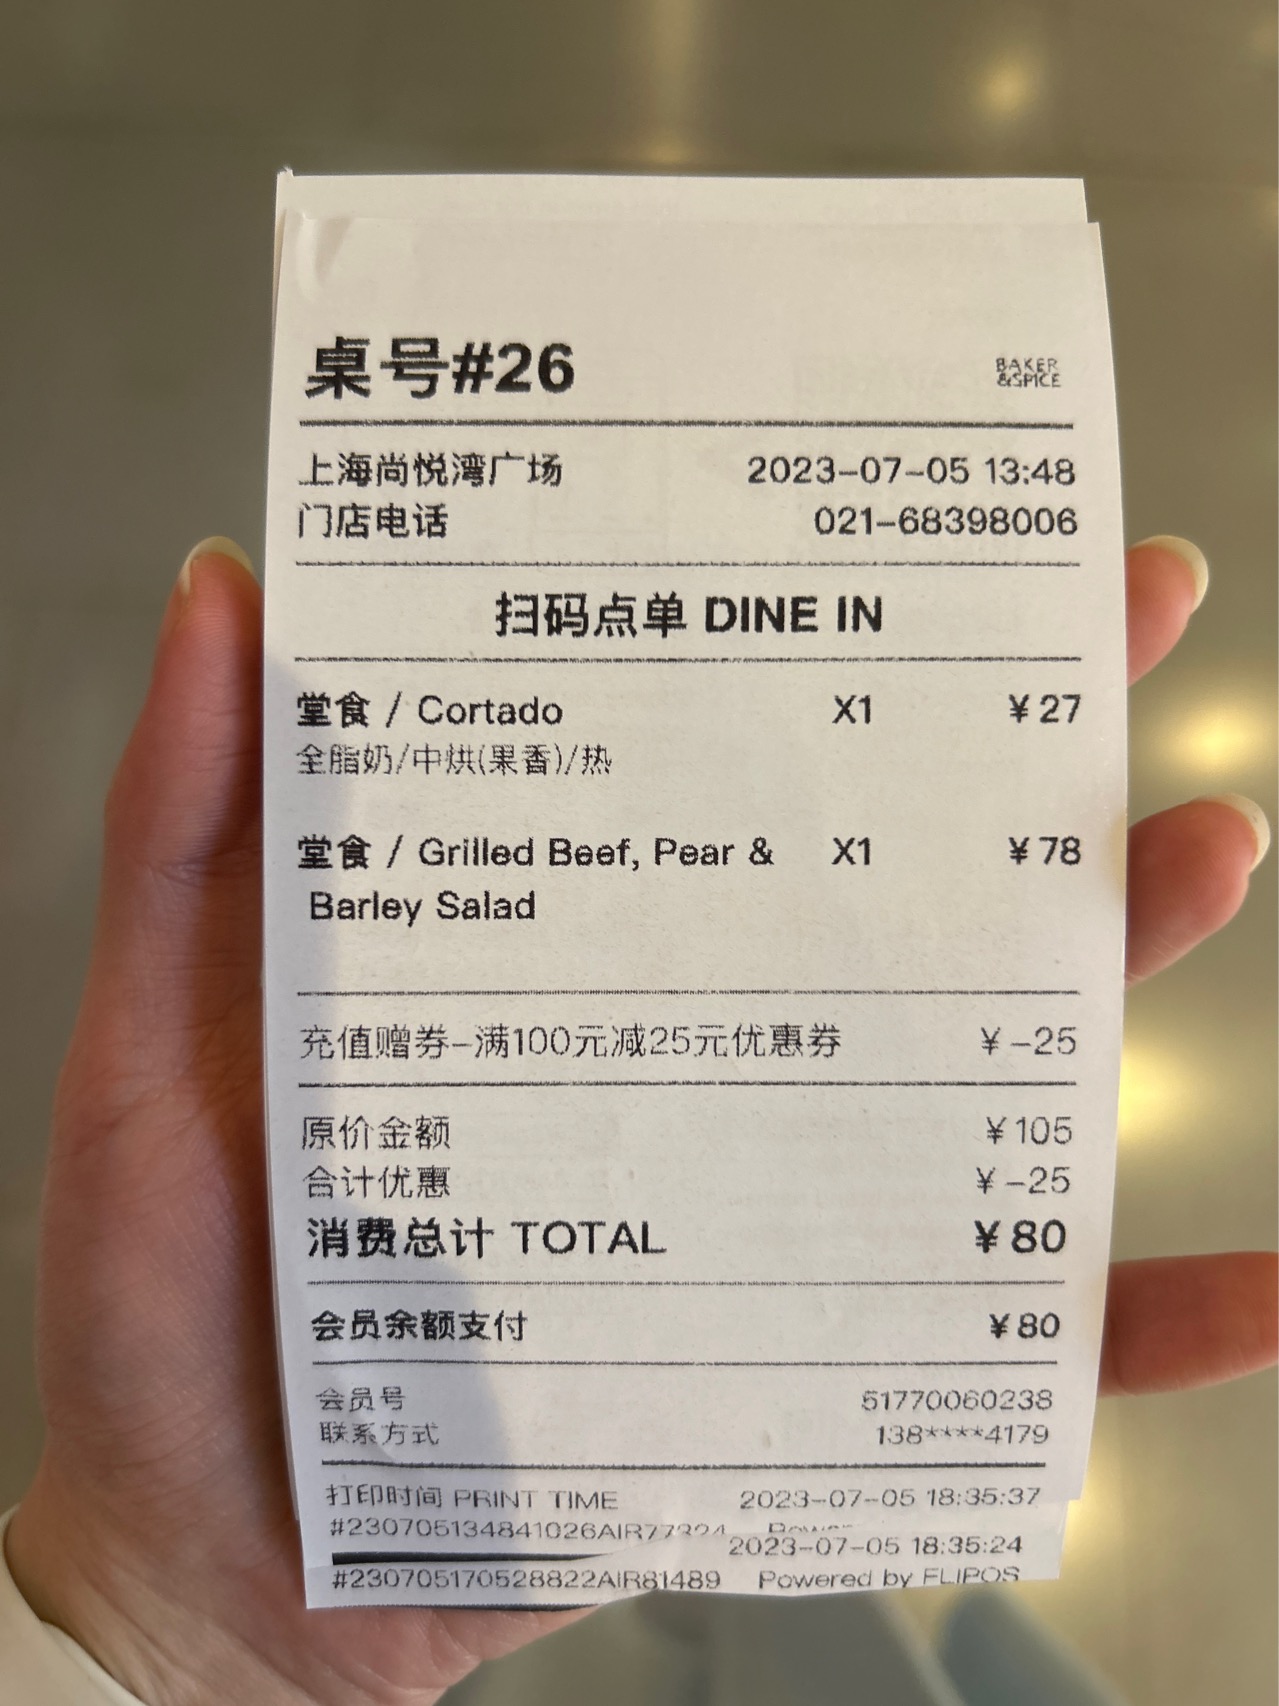 桌号#26
BAKER
&SPICE
上海尚悦湾广场 2023-07-05 13:48
门店电话 021-68398006
扫码点单 DINE IN
堂食 / Cortado X1 ¥27
全脂奶/中烘(果香)/热
堂食 / Grilled Beef, Pear & X1 ¥78
Barley Salad
充值赠券-满100元减25元优惠券 ¥-25
原价金额 ¥105
合计优惠 ¥-25
消费总计 TOTAL ¥80
会员余额支付 ¥80
会员号 51770060238
联系方式 138****4179
打印时间 PRINT TIME 2023-07-05 18:35:37
#230705134841026AIR77324
2023-07-05 18:35:24
#230705170528822AIR81489 Powered by FLIPOS